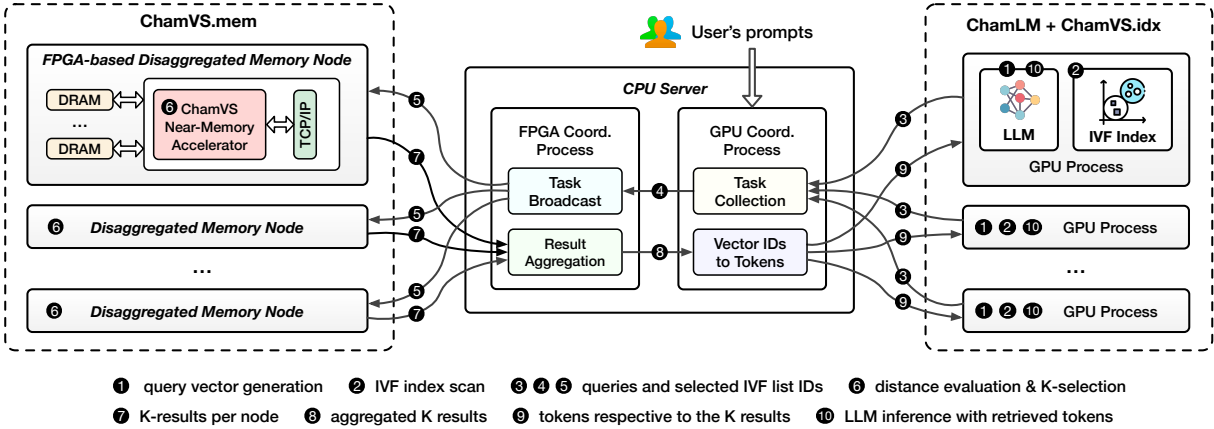 ChamVS.mem
FPGA-based Disaggregated Memory Node
DRAM
...
DRAM
6 ChamVS
Near-Memory
Accelerator
TCP/IP
6 Disaggregated Memory Node
...
6 Disaggregated Memory Node
5
7
5
7
5
7
User's prompts
CPU Server
FPGA Coord.
Process
Task
Broadcast
Result
Aggregation
4
8
GPU Coord.
Process
Task
Collection
Vector IDs
to Tokens
3
9
3
9
3
9
ChamLM + ChamVS.idx
1 10
LLM
2
IVF Index
GPU Process
1 2 10 GPU Process
...
1 2 10 GPU Process
1 query vector generation 2 IVF index scan 3 4 5 queries and selected IVF list IDs 6 distance evaluation & K-selection
7 K-results per node 8 aggregated K results 9 tokens respective to the K results 10 LLM inference with retrieved tokens